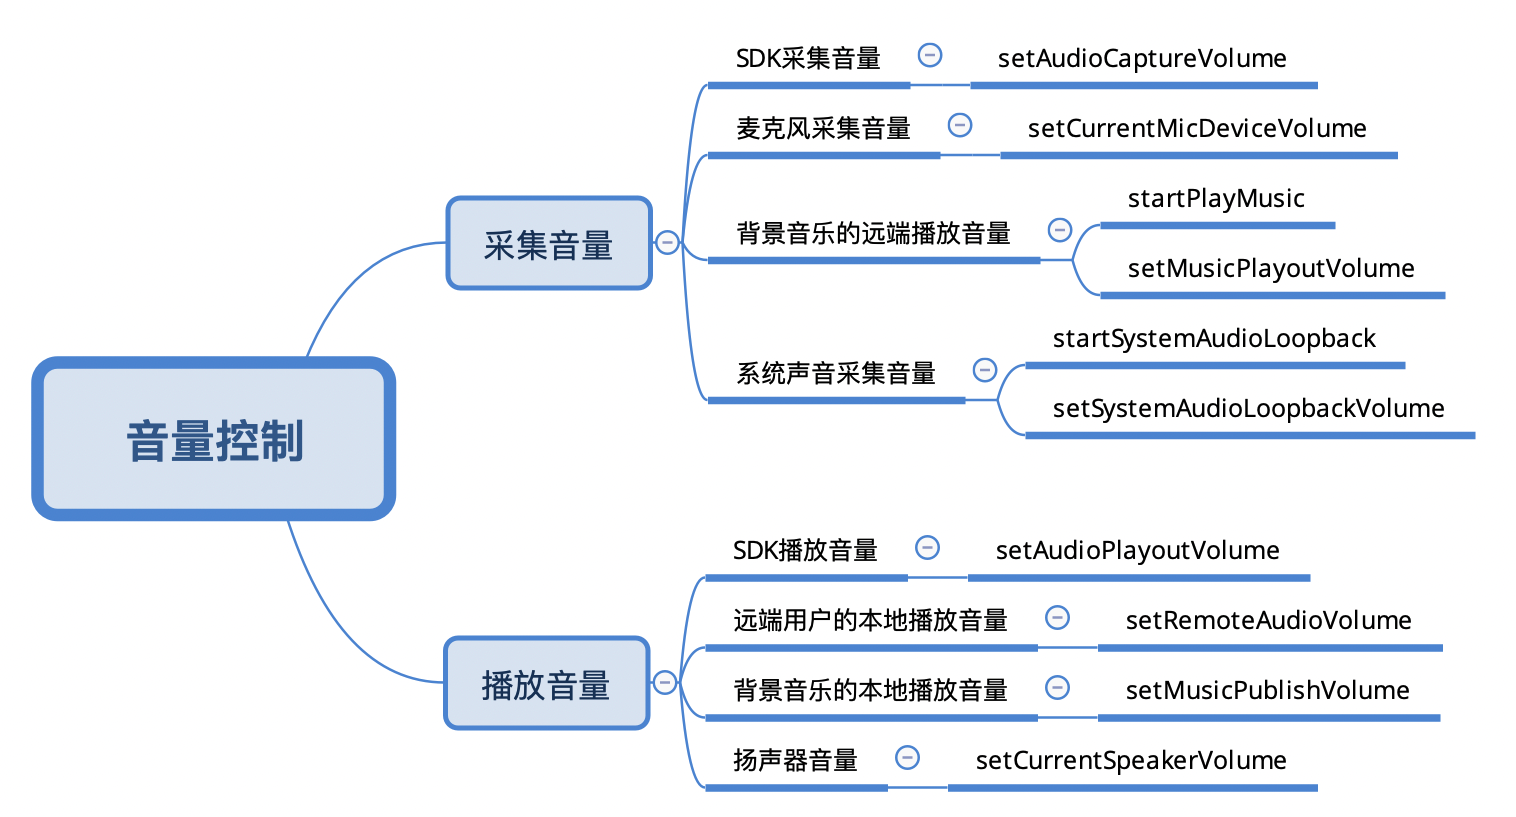 音量控制
采集音量
SDK采集音量
setAudioCaptureVolume
麦克风采集音量
setCurrentMicDeviceVolume
背景音乐的远端播放音量
startPlayMusic
setMusicPlayoutVolume
系统声音采集音量
startSystemAudioLoopback
setSystemAudioLoopbackVolume
播放音量
SDK播放音量
setAudioPlayoutVolume
远端用户的本地播放音量
setRemoteAudioVolume
背景音乐的本地播放音量
setMusicPublishVolume
扬声器音量
setCurrentSpeakerVolume